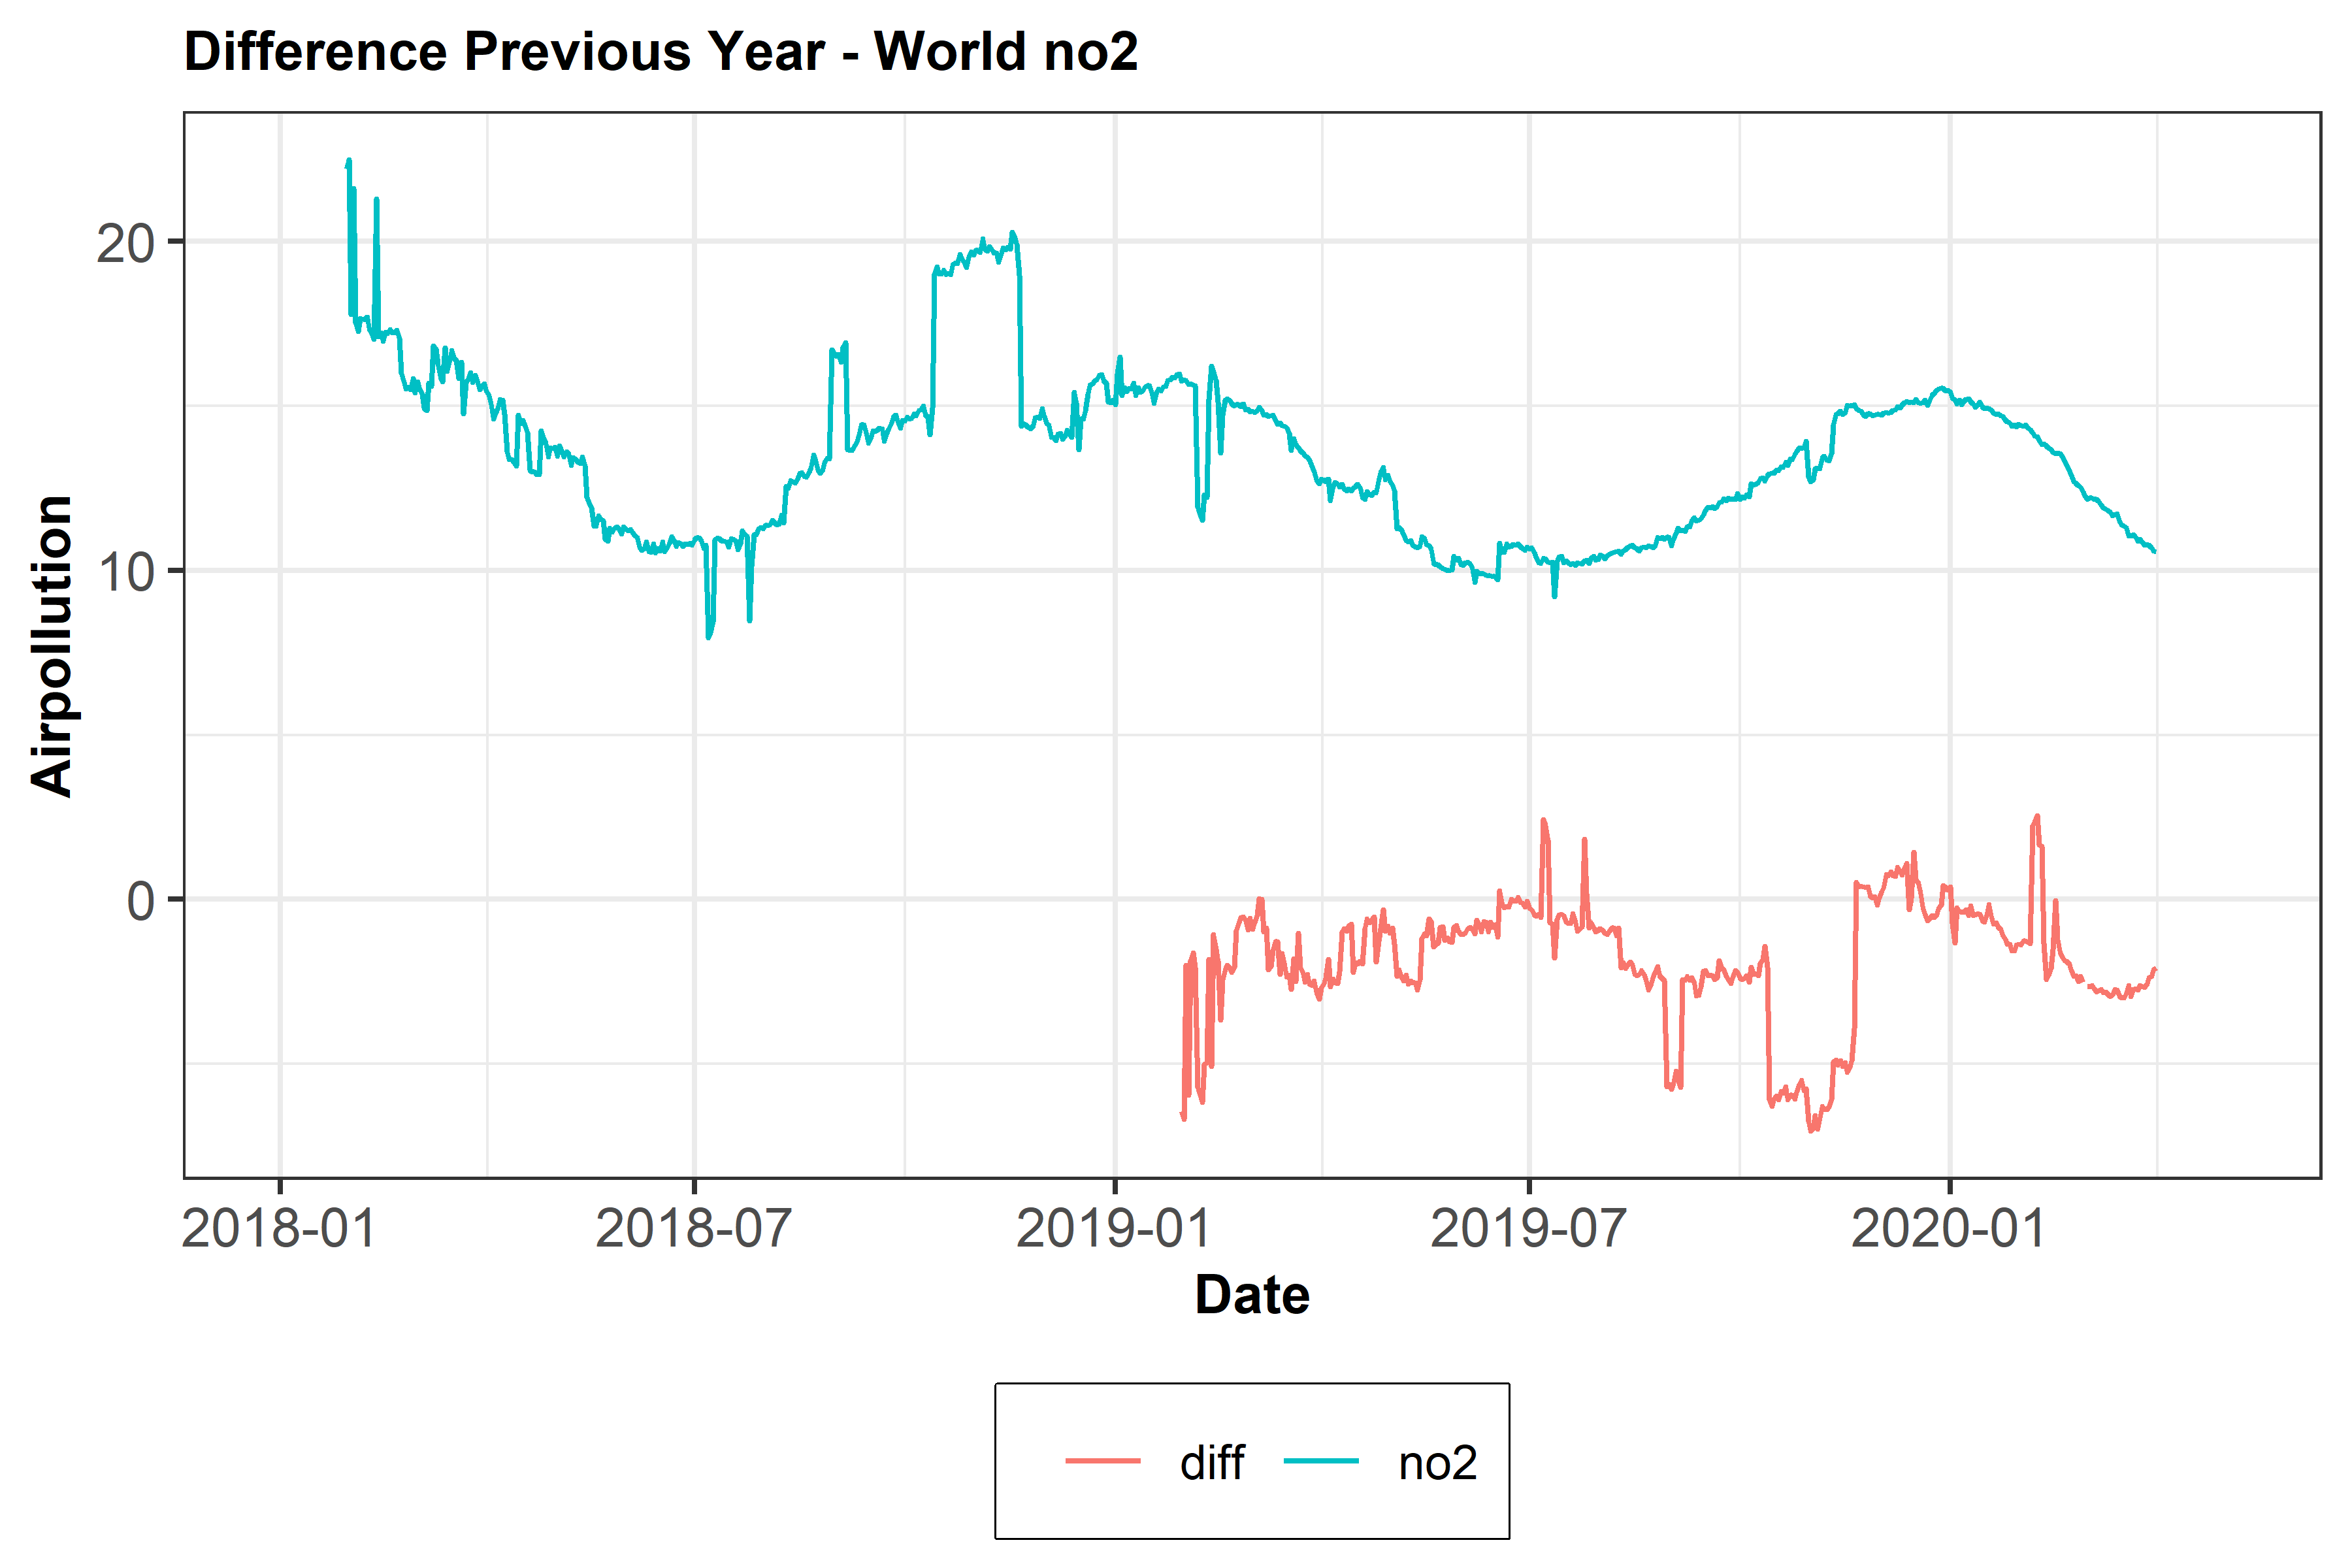 Difference Previous Year - World no2
Airpollution
20
10
0
2018-01 2018-07 2019-01 2019-07 2020-01
Date
diff no2